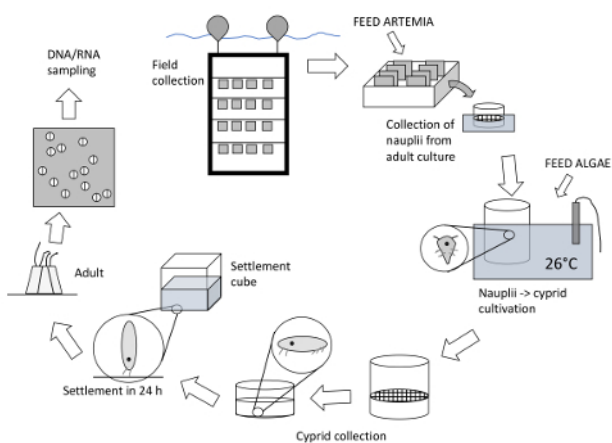 FEED ARTEMIA
DNA/RNA
sampling
Field
collection
Collection of
nauplii from
adult culture
FEED ALGAE
26°C
Nauplii -> cyprid
cultivation
Adult
Settlement
cube
Settlement in 24 h
Cyprid collection